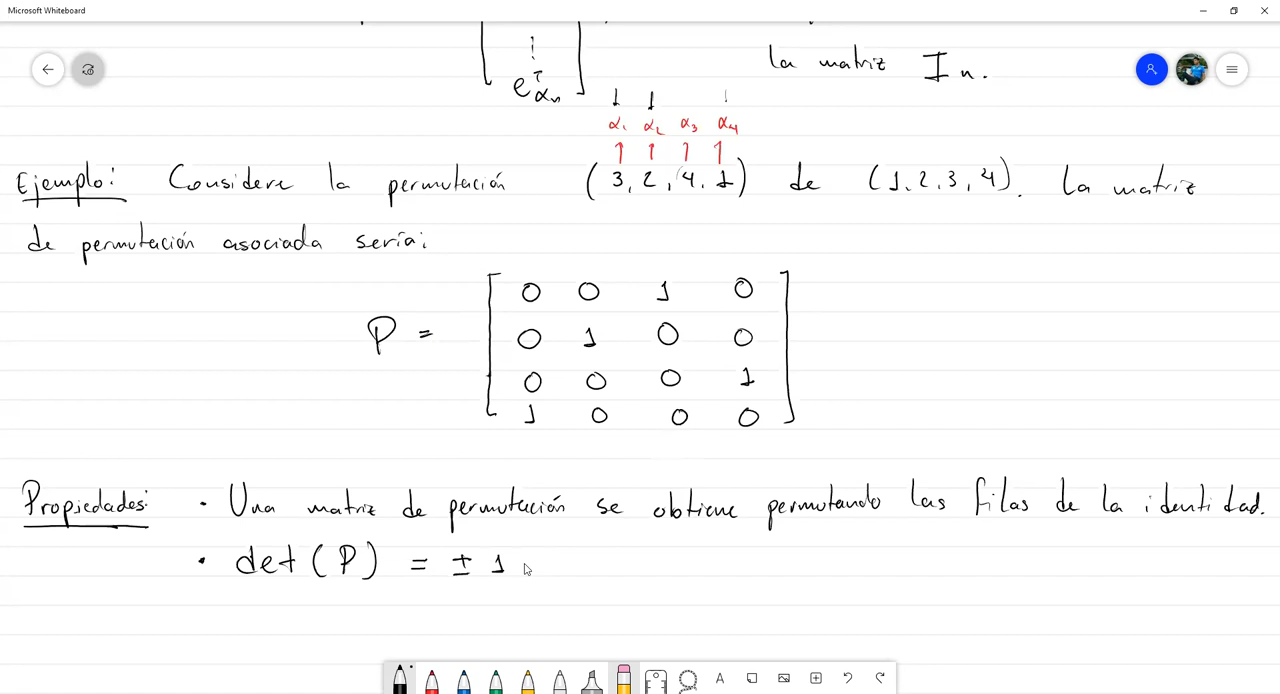 Microsoft Whiteboard
⋮
e^T_{αn}
la matriz In.
α1 α2 α3 α4
Ejemplo: Considere la permutación (3, 2, 4, 1) de (1, 2, 3, 4). La matriz
de permutación asociada sería:
P = [ 0 0 1 0
0 1 0 0
0 0 0 1
1 0 0 0 ]
Propiedades: · Una matriz de permutación se obtiene permutando las filas de la identidad.
· det(P) = ± 1